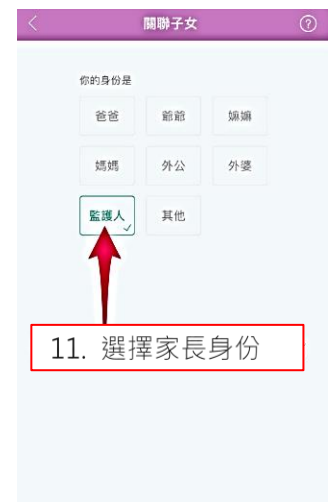 關聯子女
你的身份是
爸爸 爺爺 嫲嫲
媽媽 外公 外婆
監護人 其他
11. 選擇家長身份